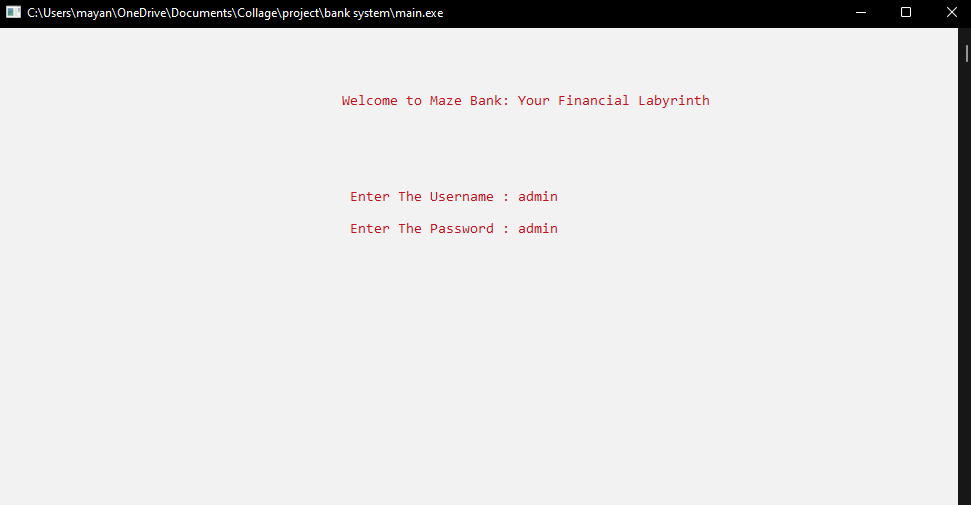 C:\Users\mayan\OneDrive\Documents\Collage\project\bank system\main.exe
Welcome to Maze Bank: Your Financial Labyrinth
Enter The Username : admin
Enter The Password : admin